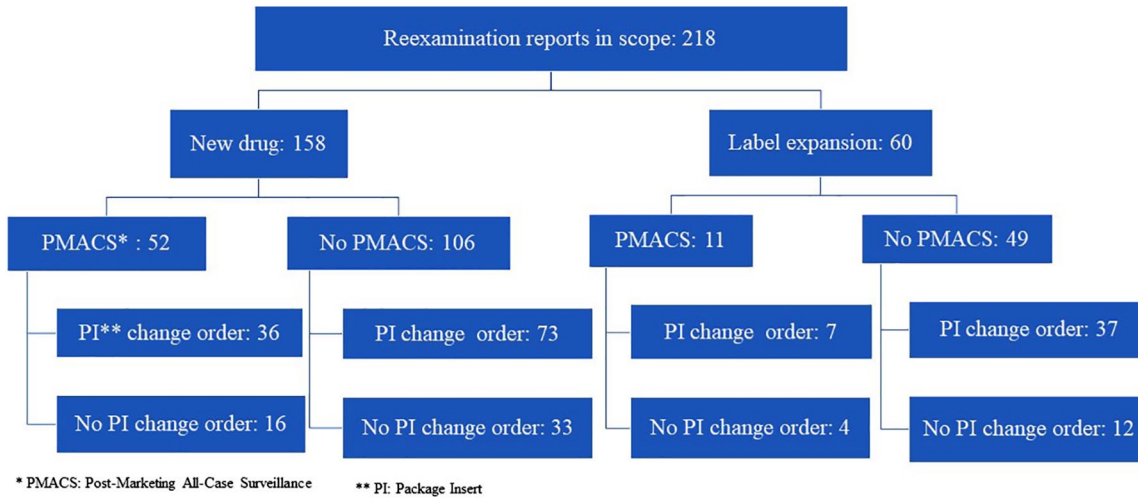 Reexamination reports in scope: 218
New drug: 158
Label expansion: 60
PMACS* : 52
No PMACS: 106
PMACS: 11
No PMACS: 49
PI** change order: 36
PI change order: 73
PI change order: 7
PI change order: 37
No PI change order: 16
No PI change order: 33
No PI change order: 4
No PI change order: 12
* PMACS: Post-Marketing All-Case Surveillance
** PI: Package Insert